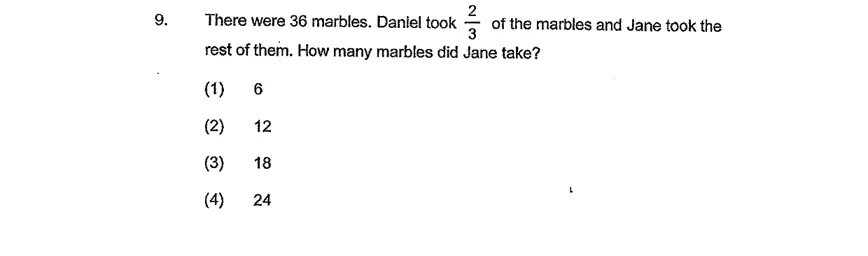 9. There were 36 marbles. Daniel took 2/3 of the marbles and Jane took the
rest of them. How many marbles did Jane take?
(1) 6
(2) 12
(3) 18
(4) 24